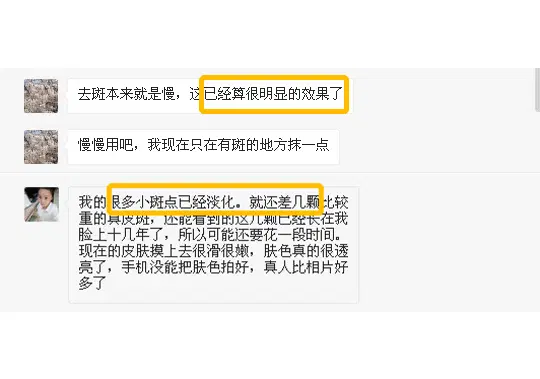 去斑本来就是慢，这已经算很明显的效果了
慢慢用吧，我现在只在有斑的地方抹一点
我的很多小斑点已经淡化。就还差几颗比较
重的真皮斑，还能看到的这几颗已经长在我
脸上十几年了，所以可能还要花一段时间。
现在的皮肤摸上去很滑很嫩，肤色真的很透
亮了，手机没能把肤色拍好，真人比相片好
多了